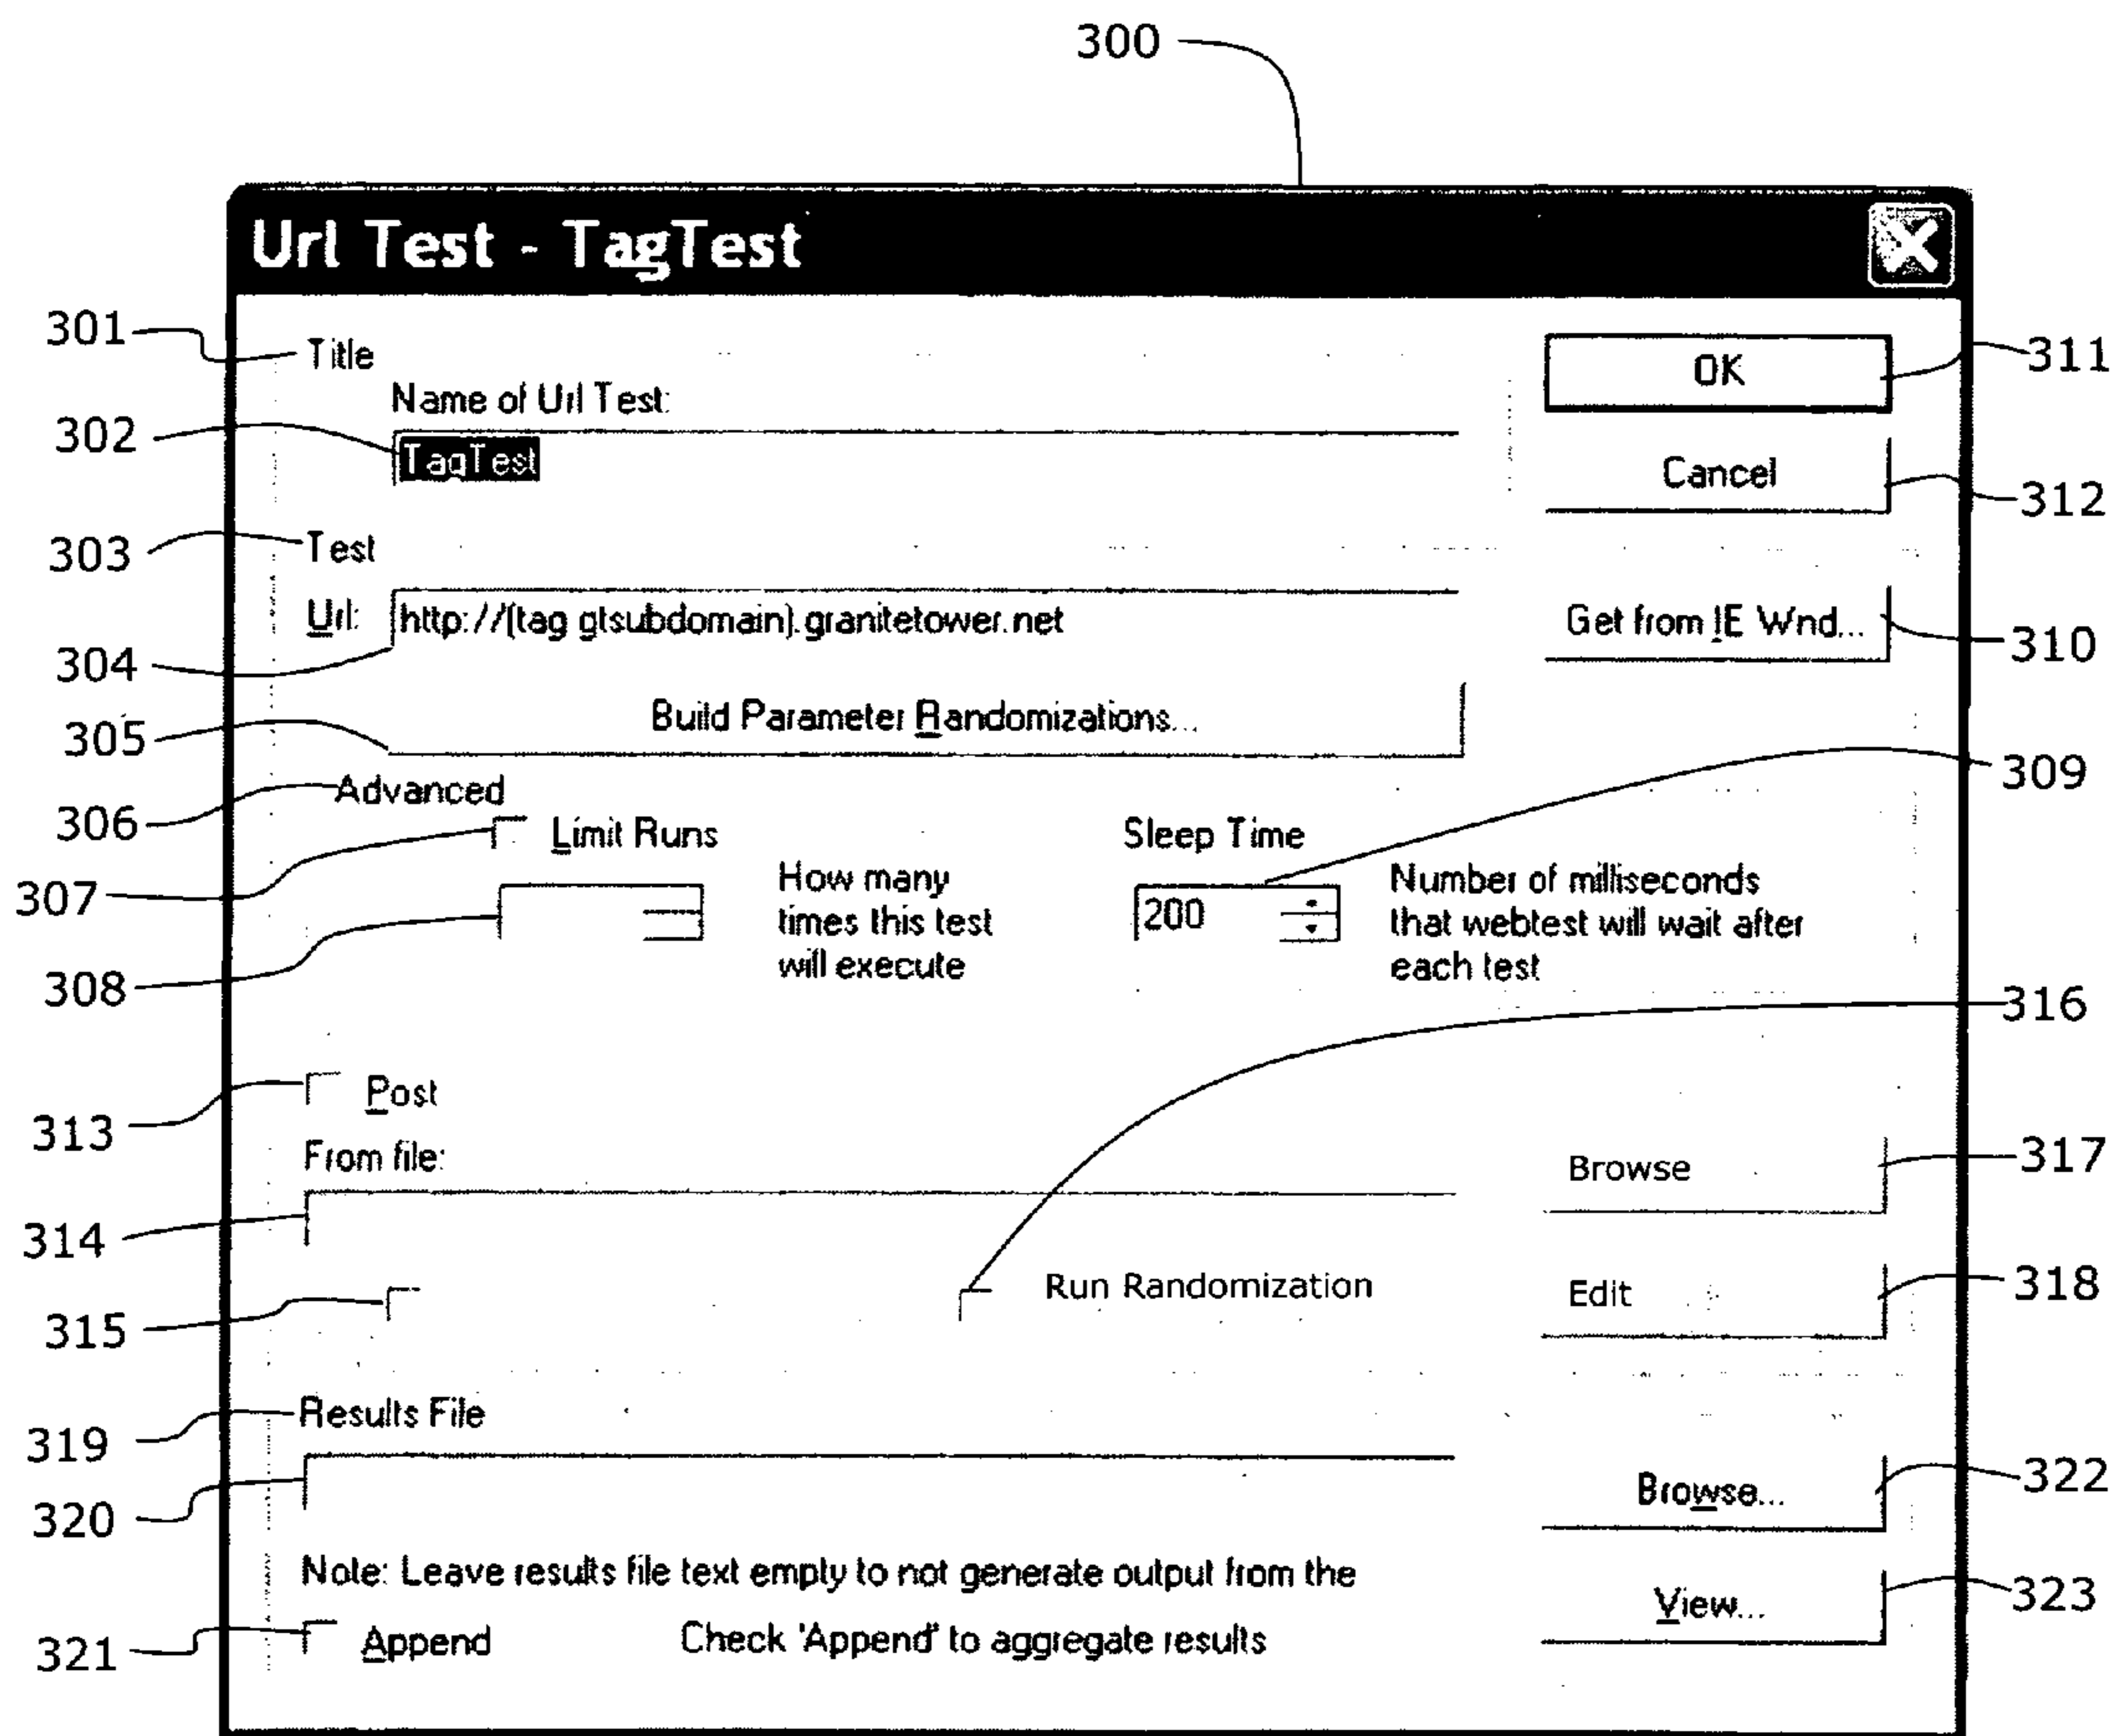 300
Url Test - TagTest
301
Title
OK
311
Name of Url Test:
302
TagTest
Cancel
312
303
Test
Url:
http://(tag gtsubdomain).granitetower.net
Get from IE Wnd...
310
304
Build Parameter Randomizations...
305
309
Advanced
306
Limit Runs
Sleep Time
307
How many
times this test
will execute
200
Number of milliseconds
that webtest will wait after
each test
308
316
313
Post
From file:
Browse
317
314
Run Randomization
Edit
318
315
Results File
319
Browse...
322
320
Note: Leave results file text empty to not generate output from the
View...
323
321
Append
Check 'Append' to aggregate results